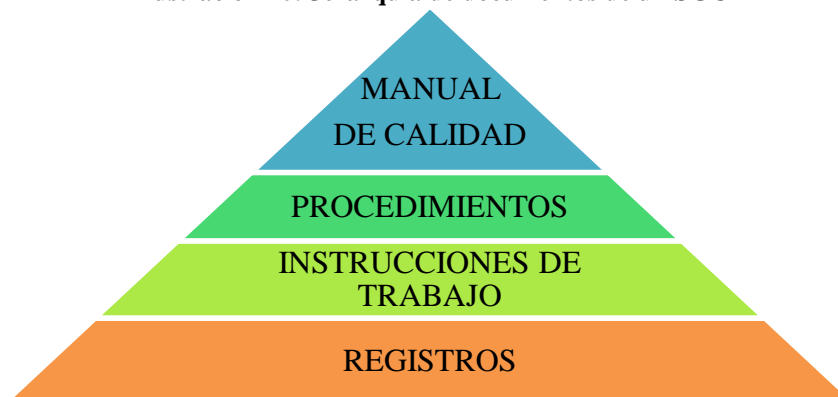 MANUAL
DE CALIDAD
PROCEDIMIENTOS
INSTRUCCIONES DE
TRABAJO
REGISTROS